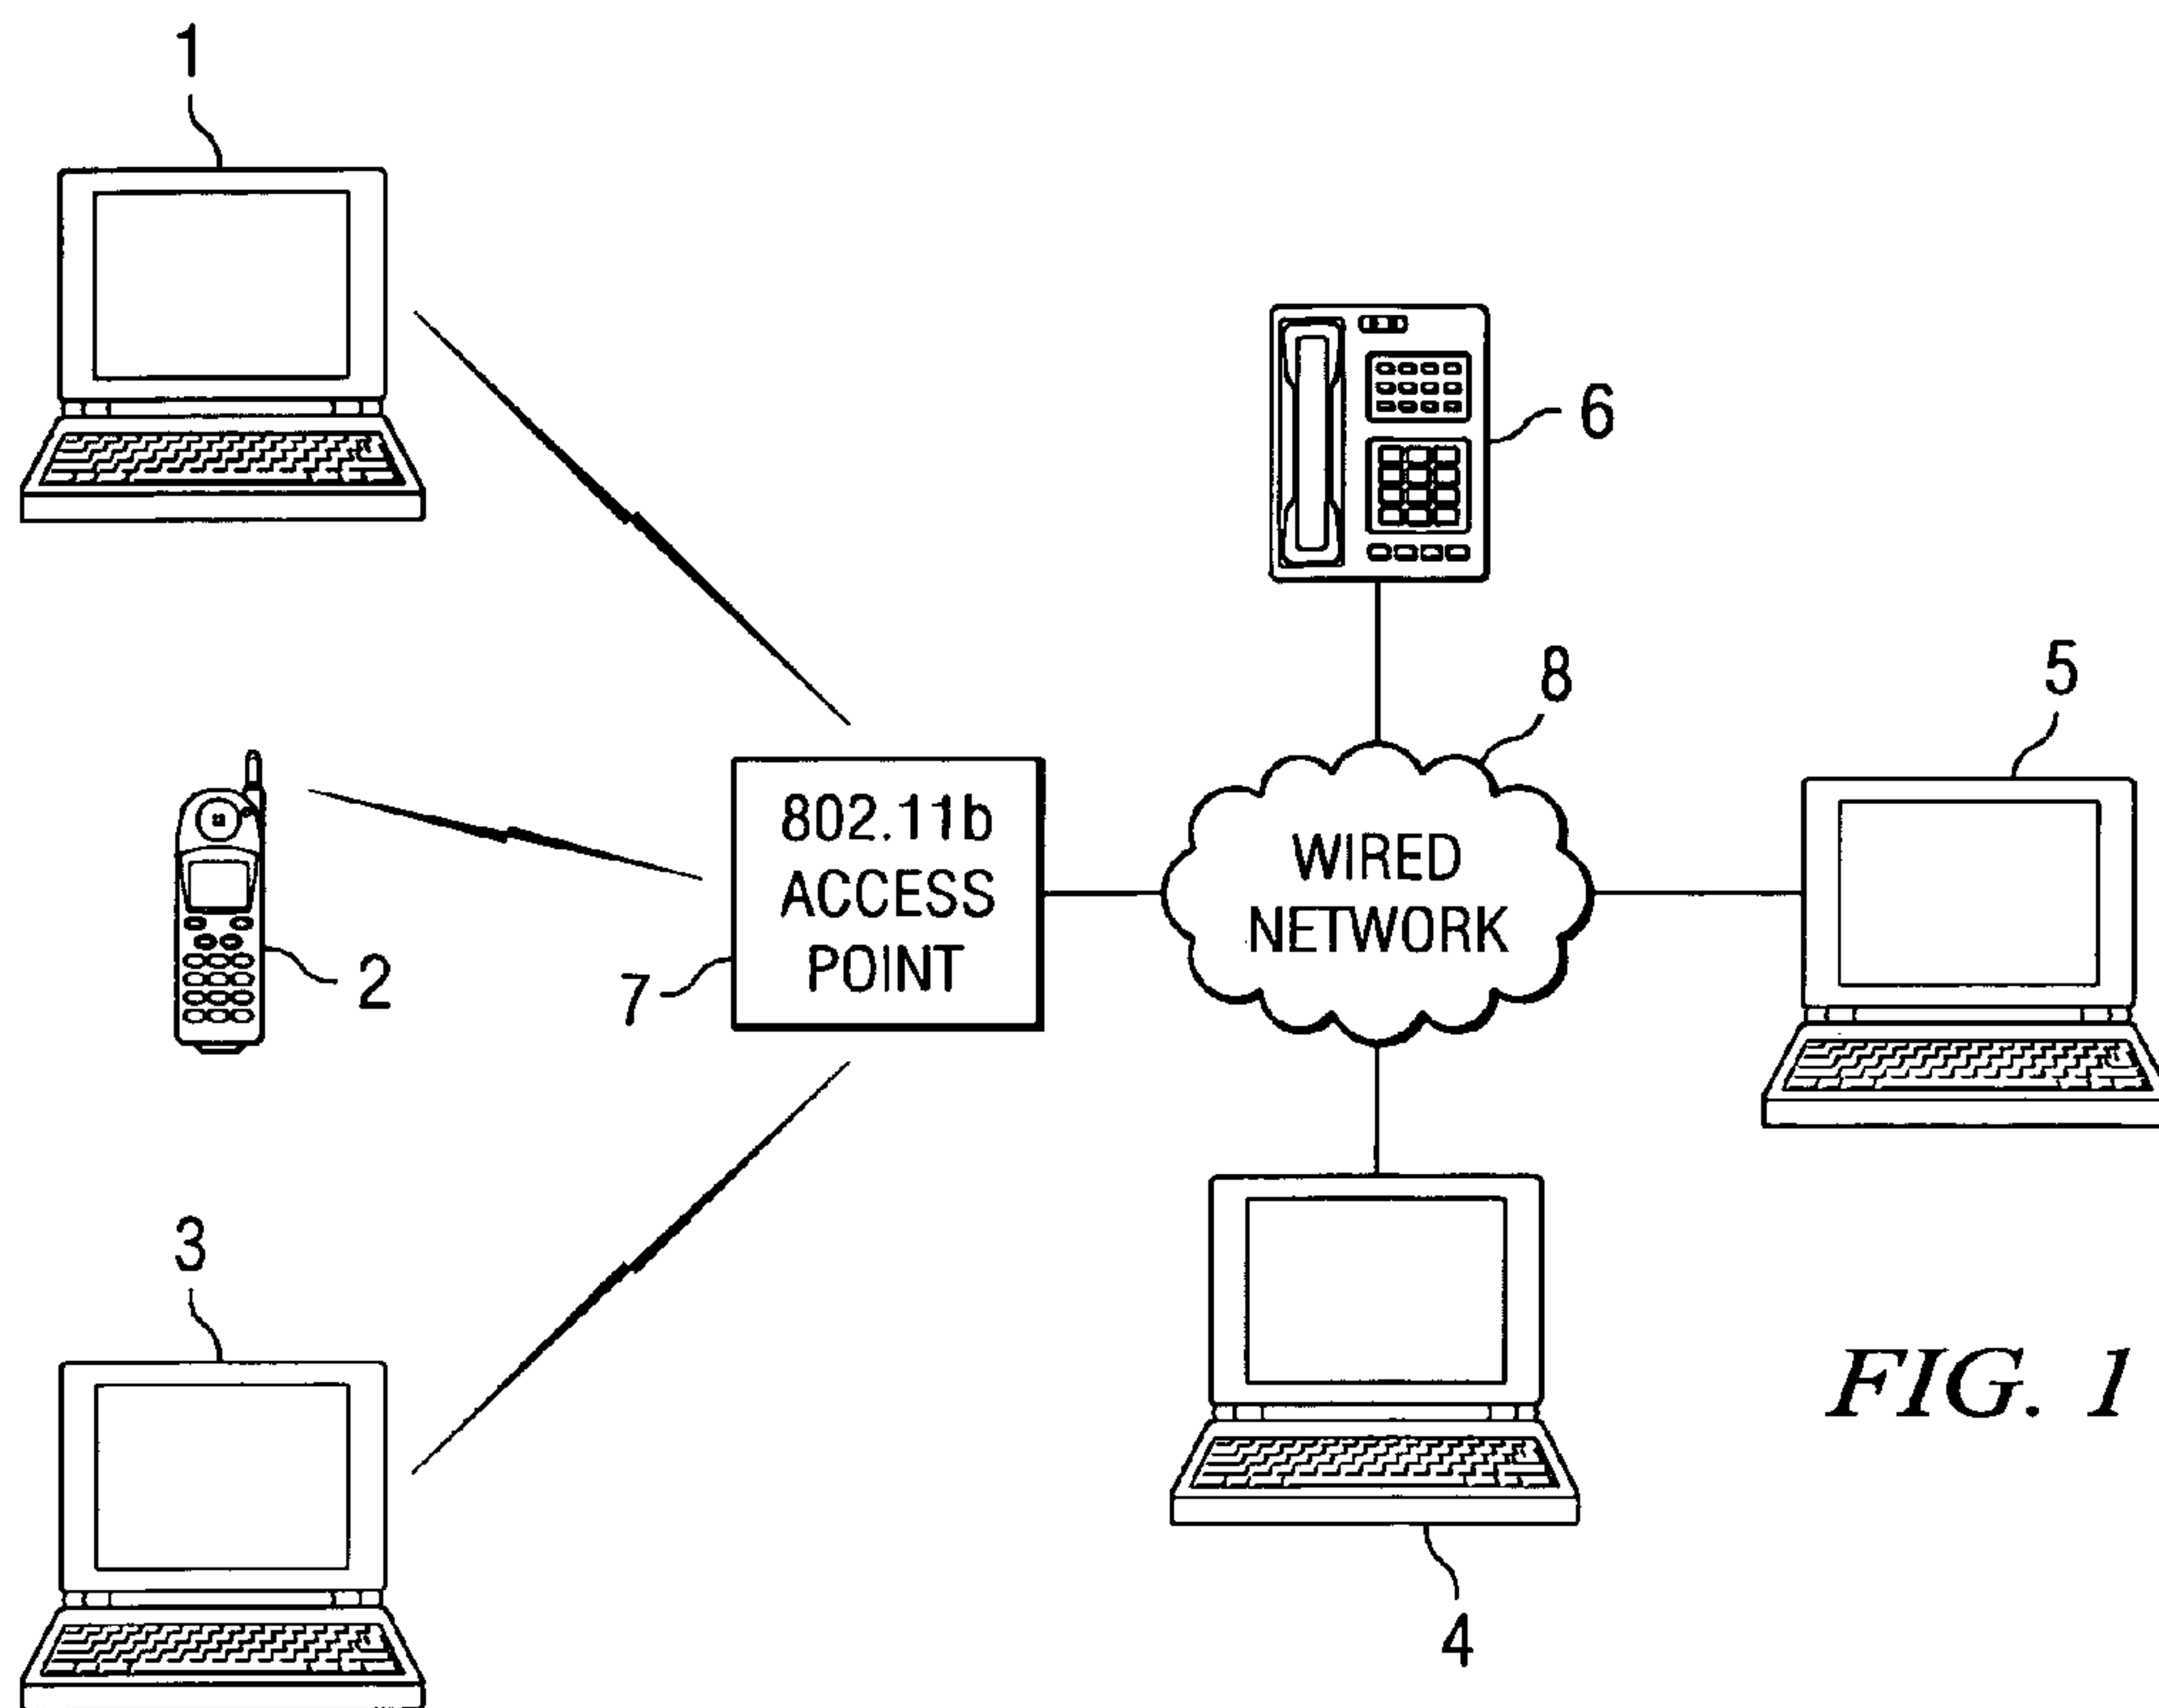 1
6
8
5
802.11b
ACCESS
POINT
WIRED
NETWORK
2
7
3
FIG. 1
4